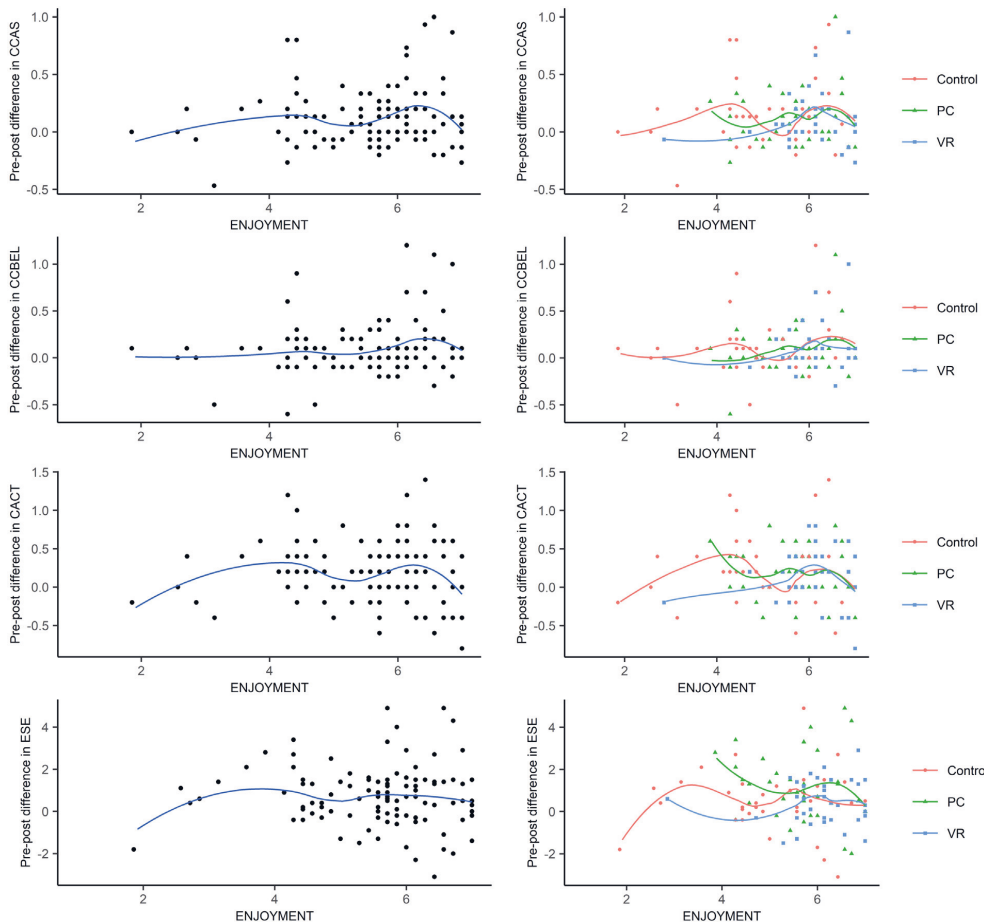 Pre-post difference in CCAS
1.0
0.5
0.0
-0.5
2 4 6
ENJOYMENT
Pre-post difference in CCAS
1.0
0.5
0.0
-0.5
2 4 6
ENJOYMENT
Control
PC
VR
Pre-post difference in CCBEL
1.0
0.5
0.0
-0.5
2 4 6
ENJOYMENT
Pre-post difference in CCBEL
1.0
0.5
0.0
-0.5
2 4 6
ENJOYMENT
Control
PC
VR
Pre-post difference in CACT
1.5
1.0
0.5
0.0
-0.5
2 4 6
ENJOYMENT
Pre-post difference in CACT
1.5
1.0
0.5
0.0
-0.5
2 4 6
ENJOYMENT
Control
PC
VR
Pre-post difference in ESE
4
2
0
-2
2 4 6
ENJOYMENT
Pre-post difference in ESE
4
2
0
-2
2 4 6
ENJOYMENT
Contro
PC
VR